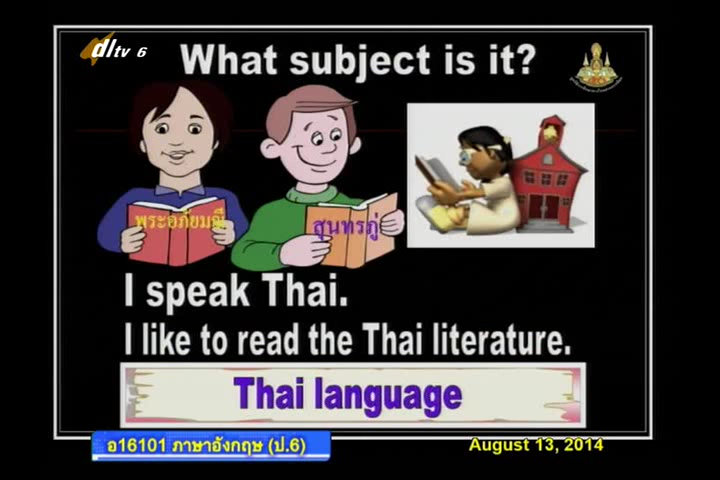 dltv 6
What subject is it?
พระอภัยมณี
สุนทรภู่
I speak Thai.
I like to read the Thai literature.
Thai language
อ16101 ภาษาอังกฤษ (ป.6)
August 13, 2014